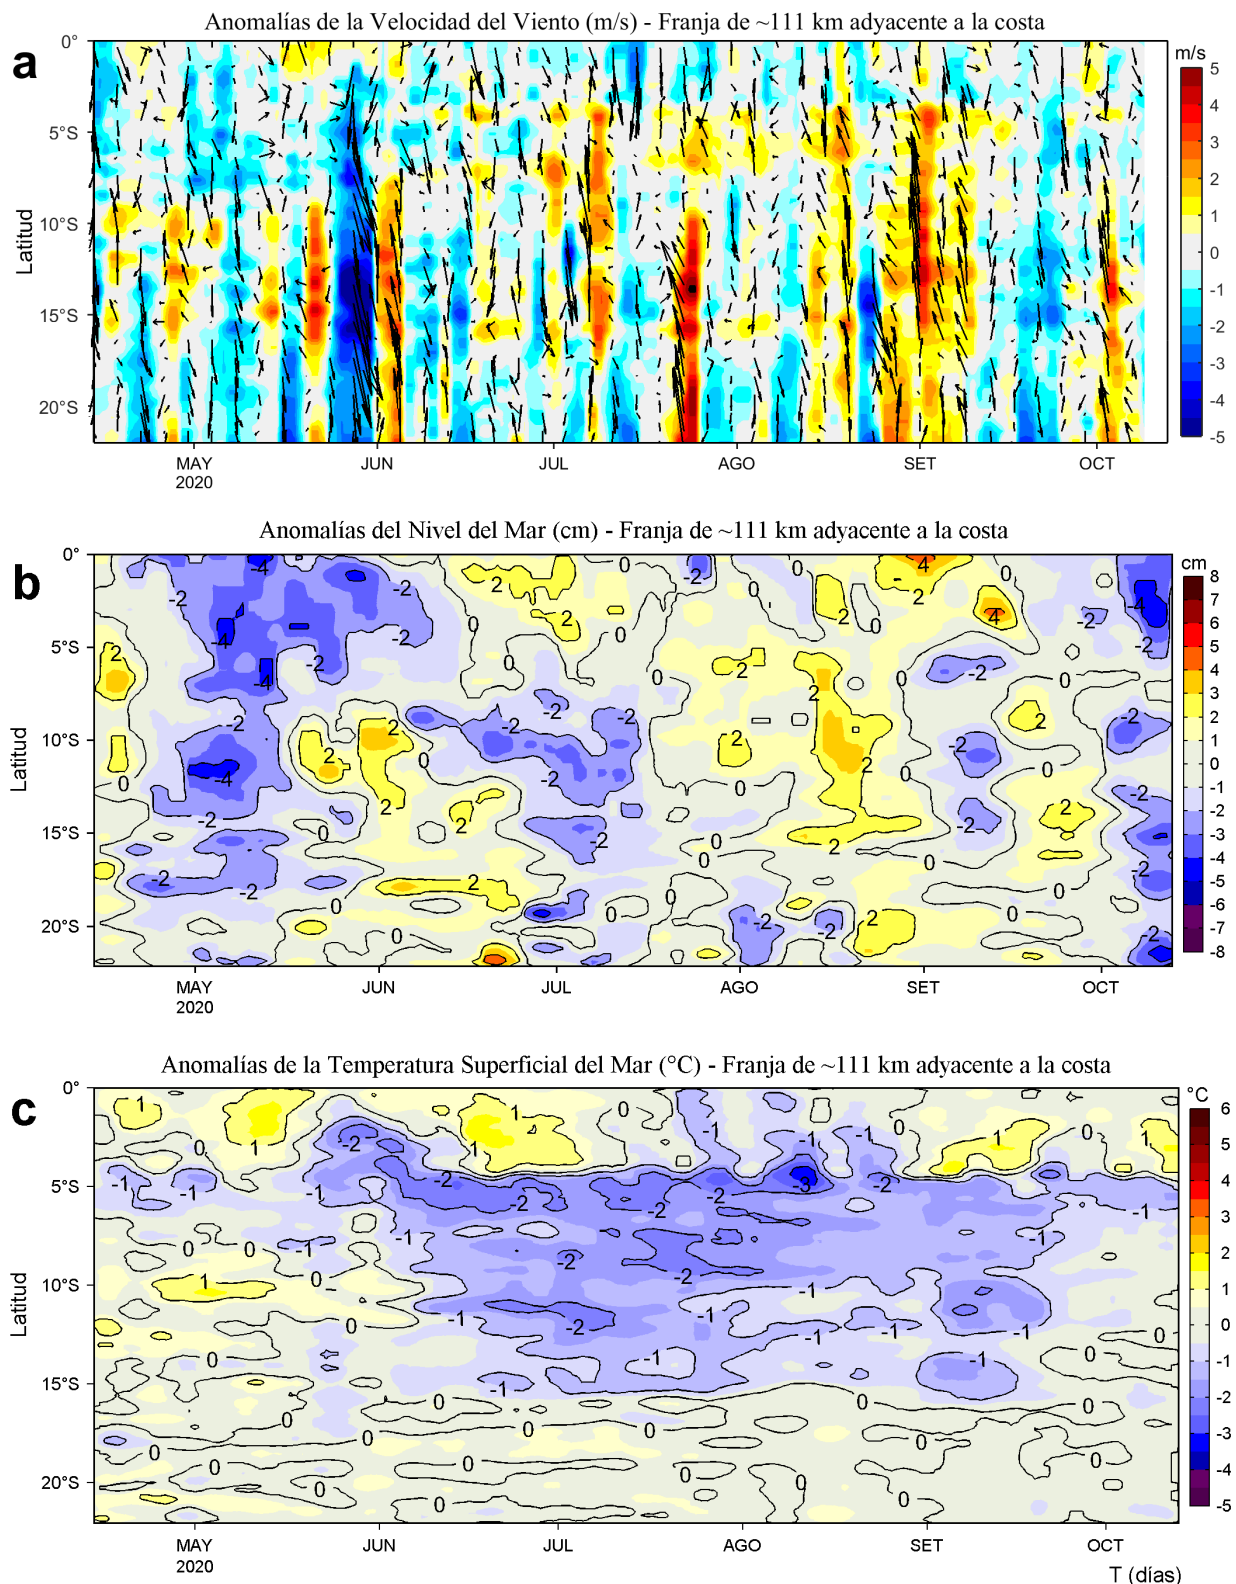 Anomalías de la Velocidad del Viento (m/s) - Franja de ~111 km adyacente a la costa
a
0°
5°S
10°S
15°S
20°S
Latitud
MAY
2020
JUN
JUL
AGO
SET
OCT
m/s
5
4
3
2
1
0
-1
-2
-3
-4
-5
Anomalías del Nivel del Mar (cm) - Franja de ~111 km adyacente a la costa
b
0°
5°S
10°S
15°S
20°S
Latitud
MAY
2020
JUN
JUL
AGO
SET
OCT
cm
8
7
6
5
4
3
2
1
0
-1
-2
-3
-4
-5
-6
-7
-8
Anomalías de la Temperatura Superficial del Mar (°C) - Franja de ~111 km adyacente a la costa
c
0°
5°S
10°S
15°S
20°S
Latitud
MAY
2020
JUN
JUL
AGO
SET
OCT
T (días)
°C
6
5
4
3
2
1
0
-1
-2
-3
-4
-5